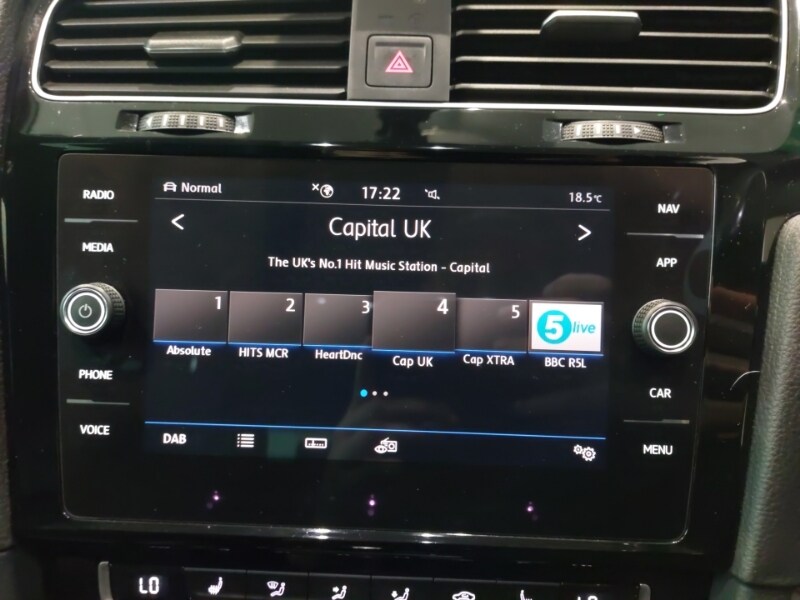 RADIO
MEDIA
PHONE
VOICE
Normal 17:22 18.5°C
< Capital UK >
The UK's No.1 Hit Music Station - Capital
1 2 3 4 5 5 live
Absolute HITS MCR HeartDnc Cap UK Cap XTRA BBC R5L
DAB
NAV
APP
CAR
MENU
LO LO